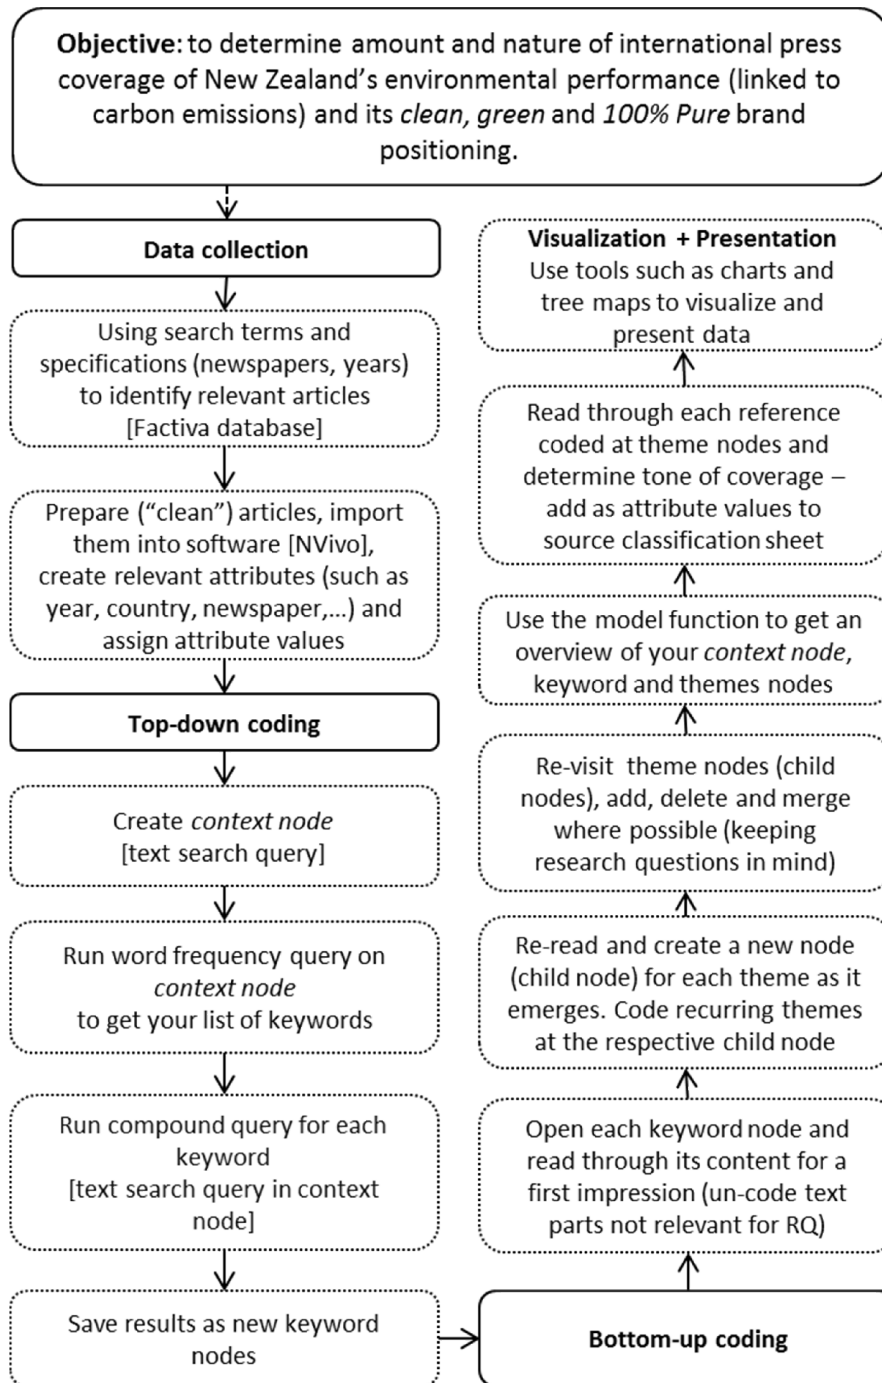 Objective: to determine amount and nature of international press
coverage of New Zealand's environmental performance (linked to
carbon emissions) and its clean, green and 100% Pure brand
positioning.
Data collection
Using search terms and
specifications (newspapers, years)
to identify relevant articles
[Factiva database]
Prepare (“clean”) articles, import
them into software [NVivo],
create relevant attributes (such as
year, country, newspaper,...) and
assign attribute values
Top-down coding
Create context node
[text search query]
Run word frequency query on
context node
to get your list of keywords
Run compound query for each
keyword
[text search query in context
node]
Save results as new keyword
nodes
Bottom-up coding
Open each keyword node and
read through its content for a
first impression (un-code text
parts not relevant for RQ)
Re-read and create a new node
(child node) for each theme as it
emerges. Code recurring themes
at the respective child node
Re-visit theme nodes (child
nodes), add, delete and merge
where possible (keeping
research questions in mind)
Use the model function to get an
overview of your context node,
keyword and themes nodes
Read through each reference
coded at theme nodes and
determine tone of coverage –
add as attribute values to
source classification sheet
Visualization + Presentation
Use tools such as charts and
tree maps to visualize and
present data